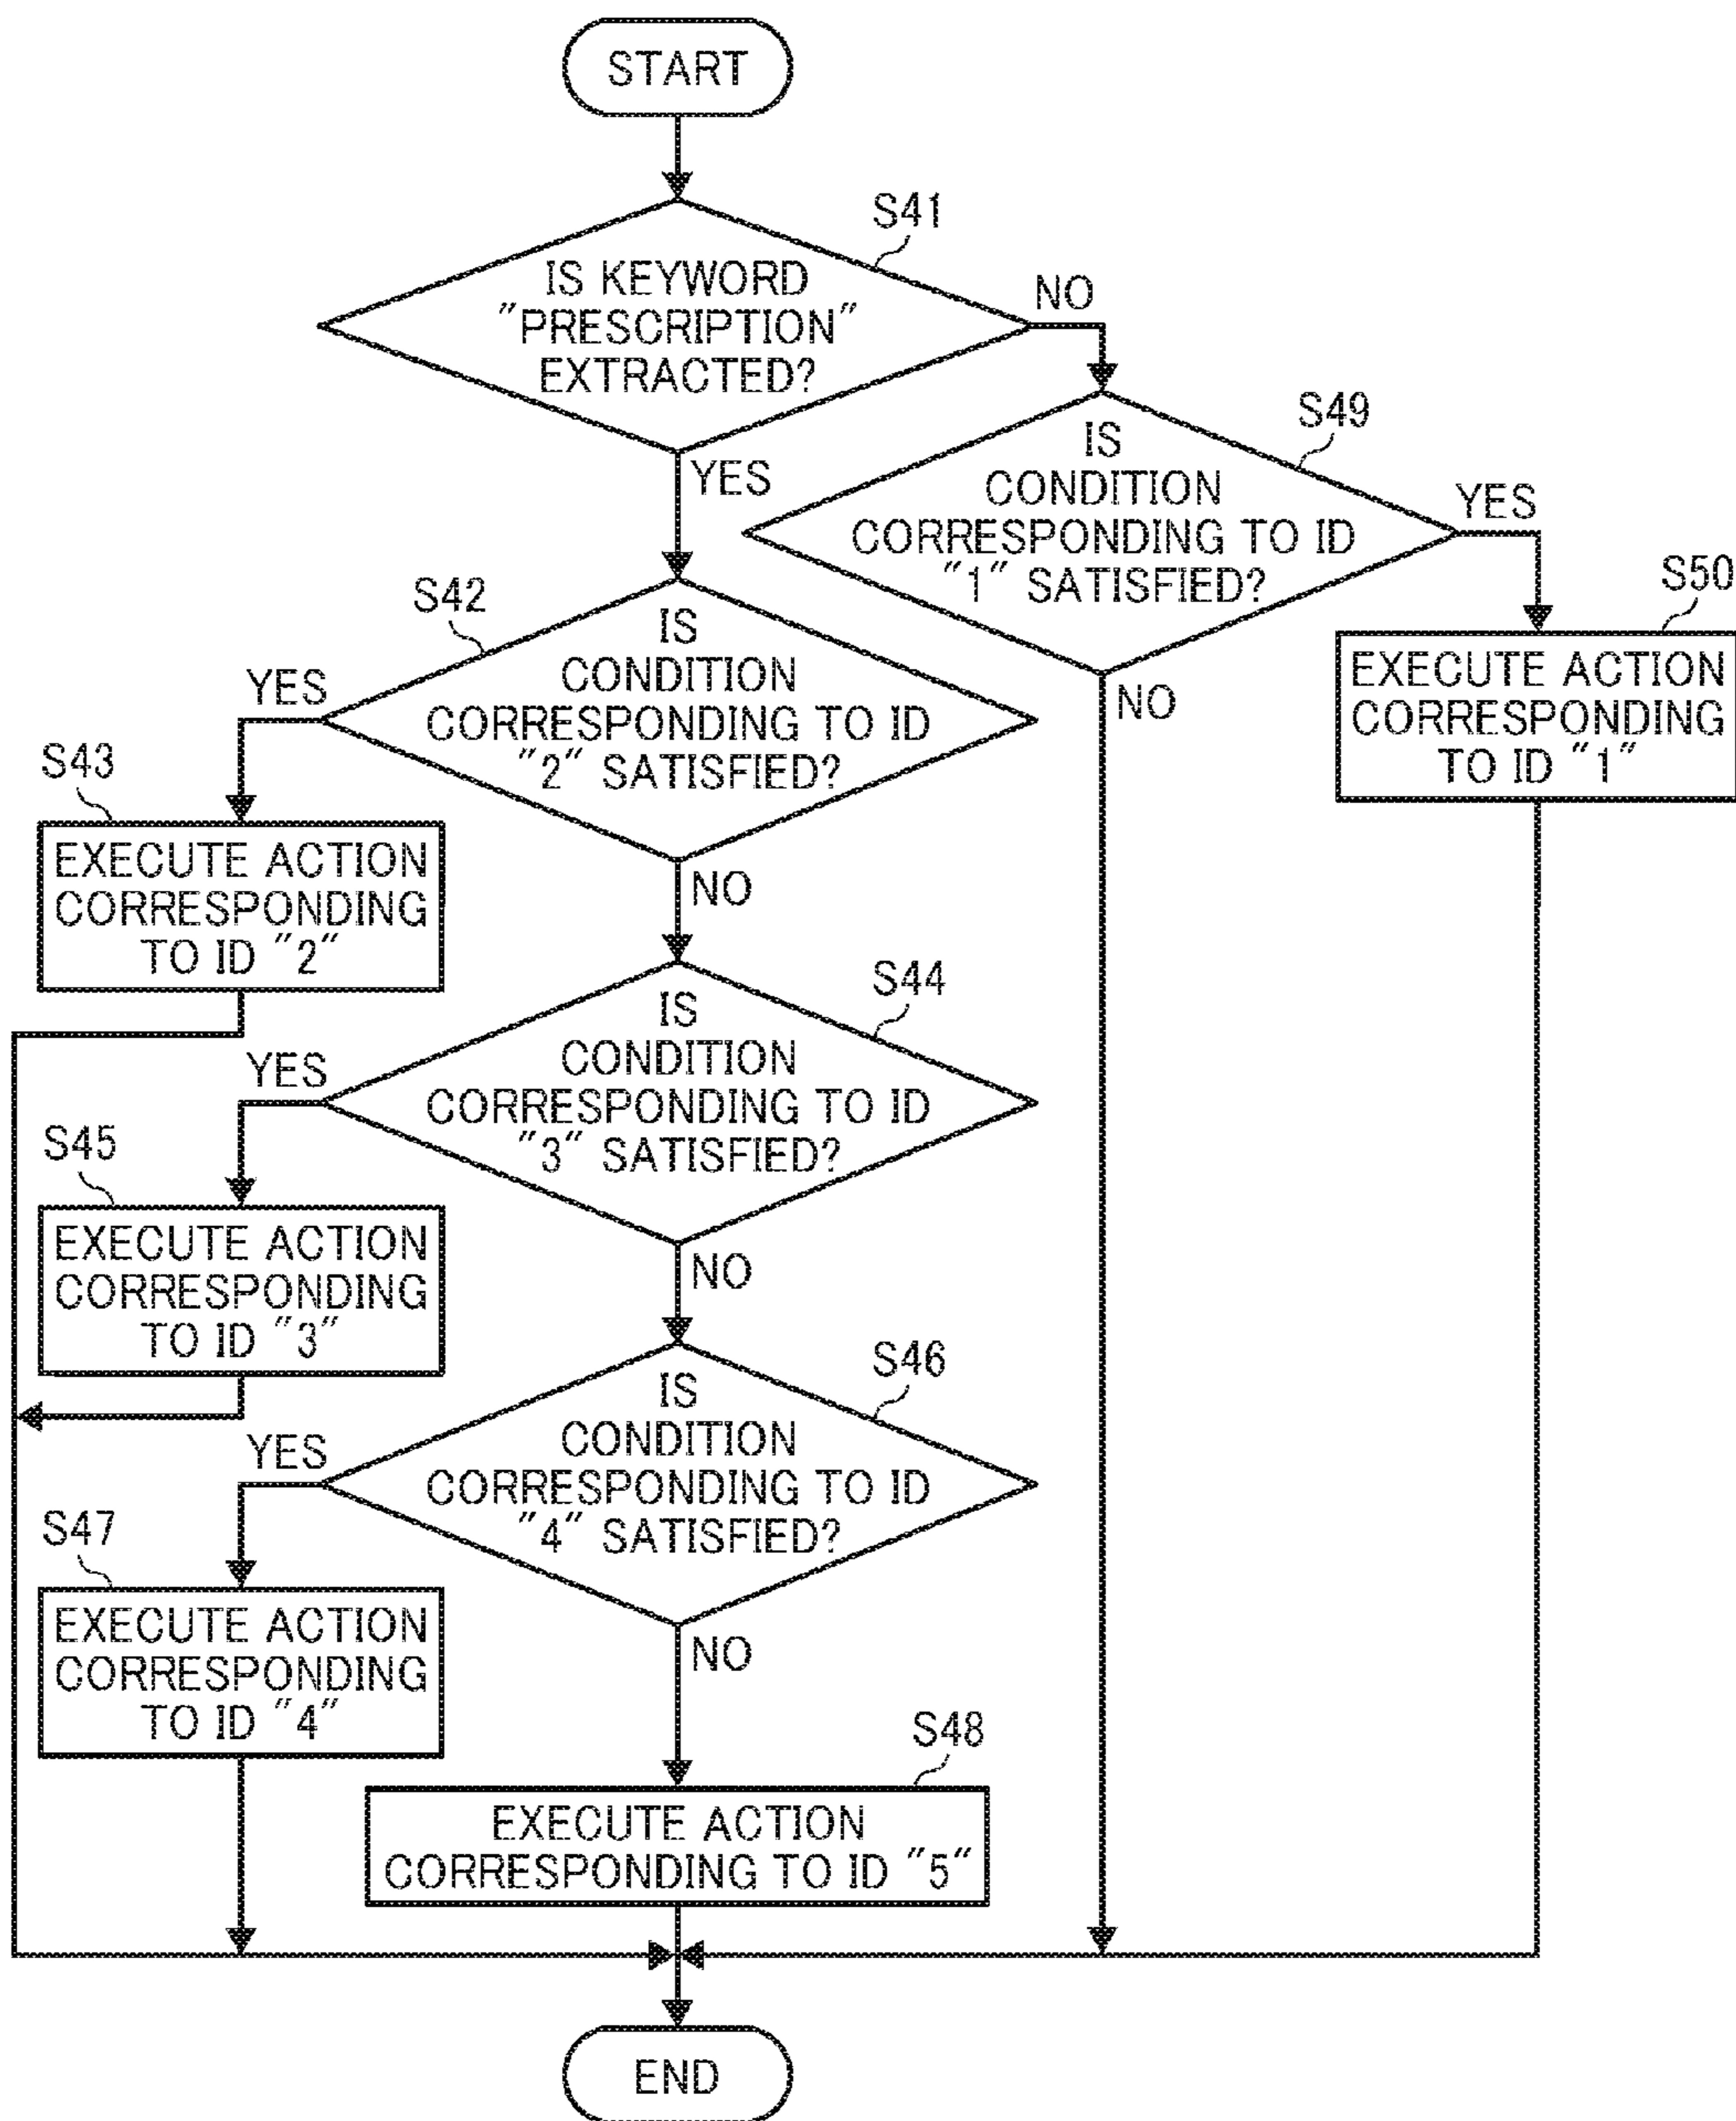 START
S41
IS KEYWORD
"PRESCRIPTION"
EXTRACTED?
NO
YES
S49
IS
CONDITION
CORRESPONDING TO ID
"1" SATISFIED?
YES
NO
S50
EXECUTE ACTION
CORRESPONDING
TO ID "1"
S42
IS
CONDITION
CORRESPONDING TO ID
"2" SATISFIED?
YES
NO
S43
EXECUTE ACTION
CORRESPONDING
TO ID "2"
S44
IS
CONDITION
CORRESPONDING TO ID
"3" SATISFIED?
YES
NO
S45
EXECUTE ACTION
CORRESPONDING
TO ID "3"
S46
IS
CONDITION
CORRESPONDING TO ID
"4" SATISFIED?
YES
NO
S47
EXECUTE ACTION
CORRESPONDING
TO ID "4"
S48
EXECUTE ACTION
CORRESPONDING TO ID "5"
END